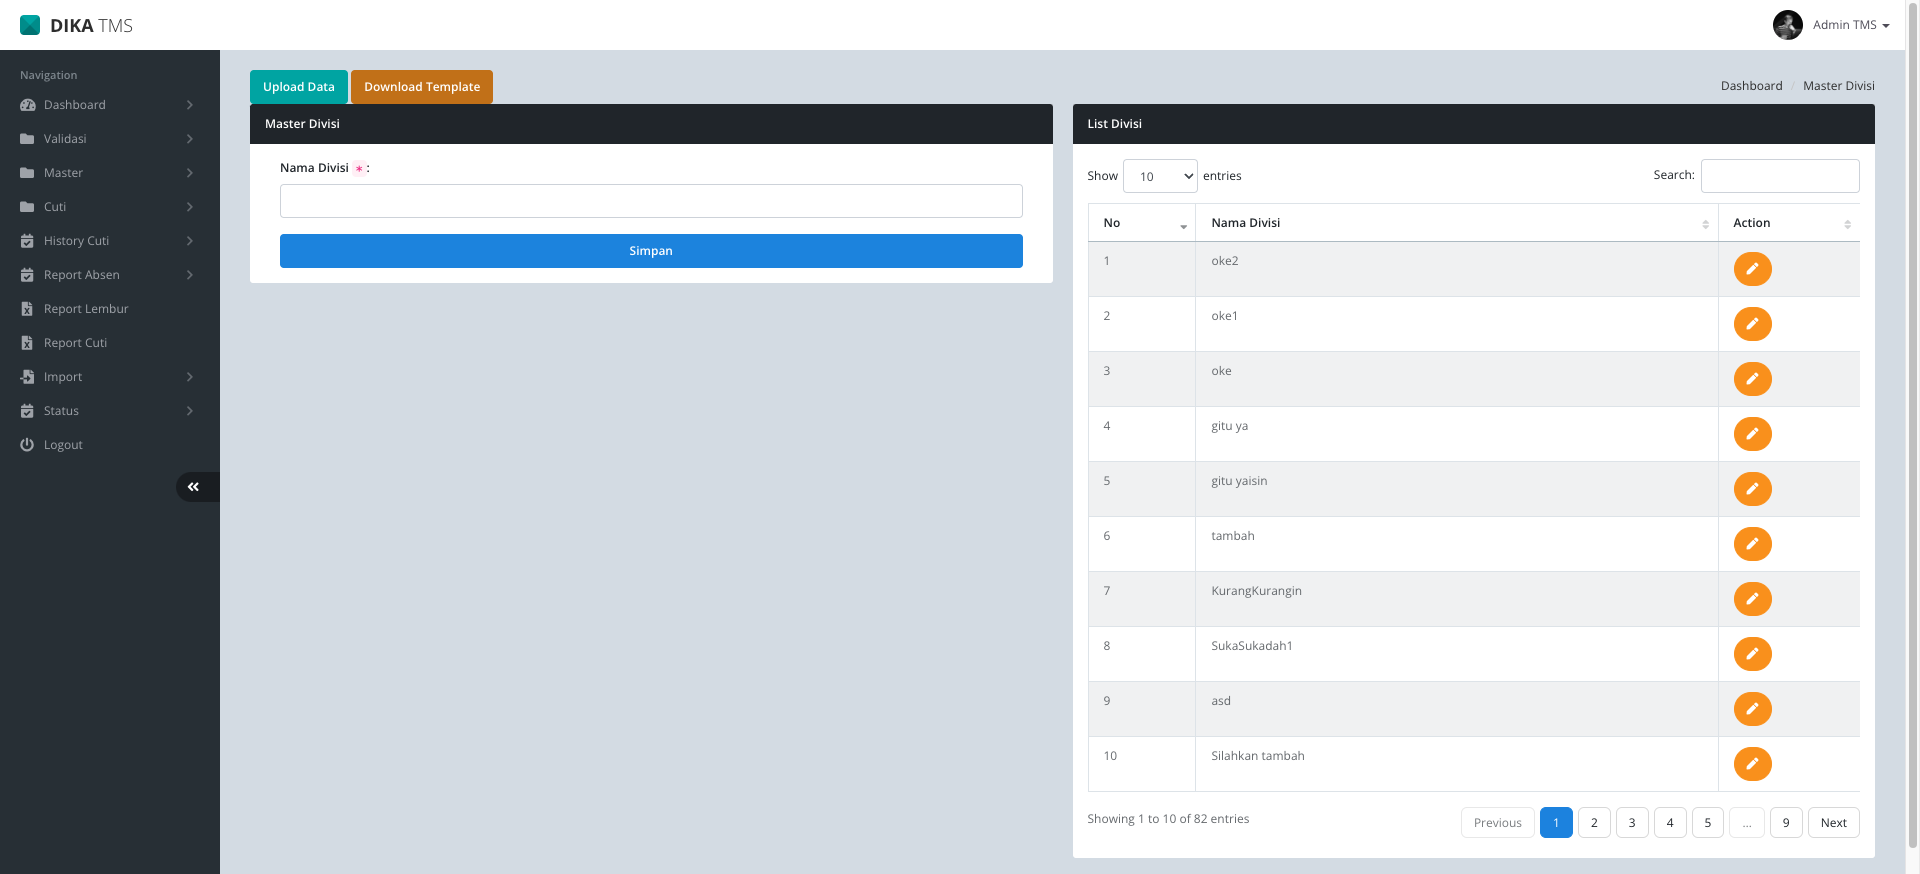 DIKA TMS
Admin TMS
Navigation
Dashboard
Validasi
Master
Cuti
History Cuti
Report Absen
Report Lembur
Report Cuti
Import
Status
Logout
Upload Data
Download Template
Dashboard / Master Divisi
Master Divisi
Nama Divisi * :
Simpan
List Divisi
Show 10 entries
Search:
No Nama Divisi Action
1 oke2
2 oke1
3 oke
4 gitu ya
5 gitu yaisin
6 tambah
7 KurangKurangin
8 SukaSukadah1
9 asd
10 Silahkan tambah
Showing 1 to 10 of 82 entries
Previous 1 2 3 4 5 ... 9 Next